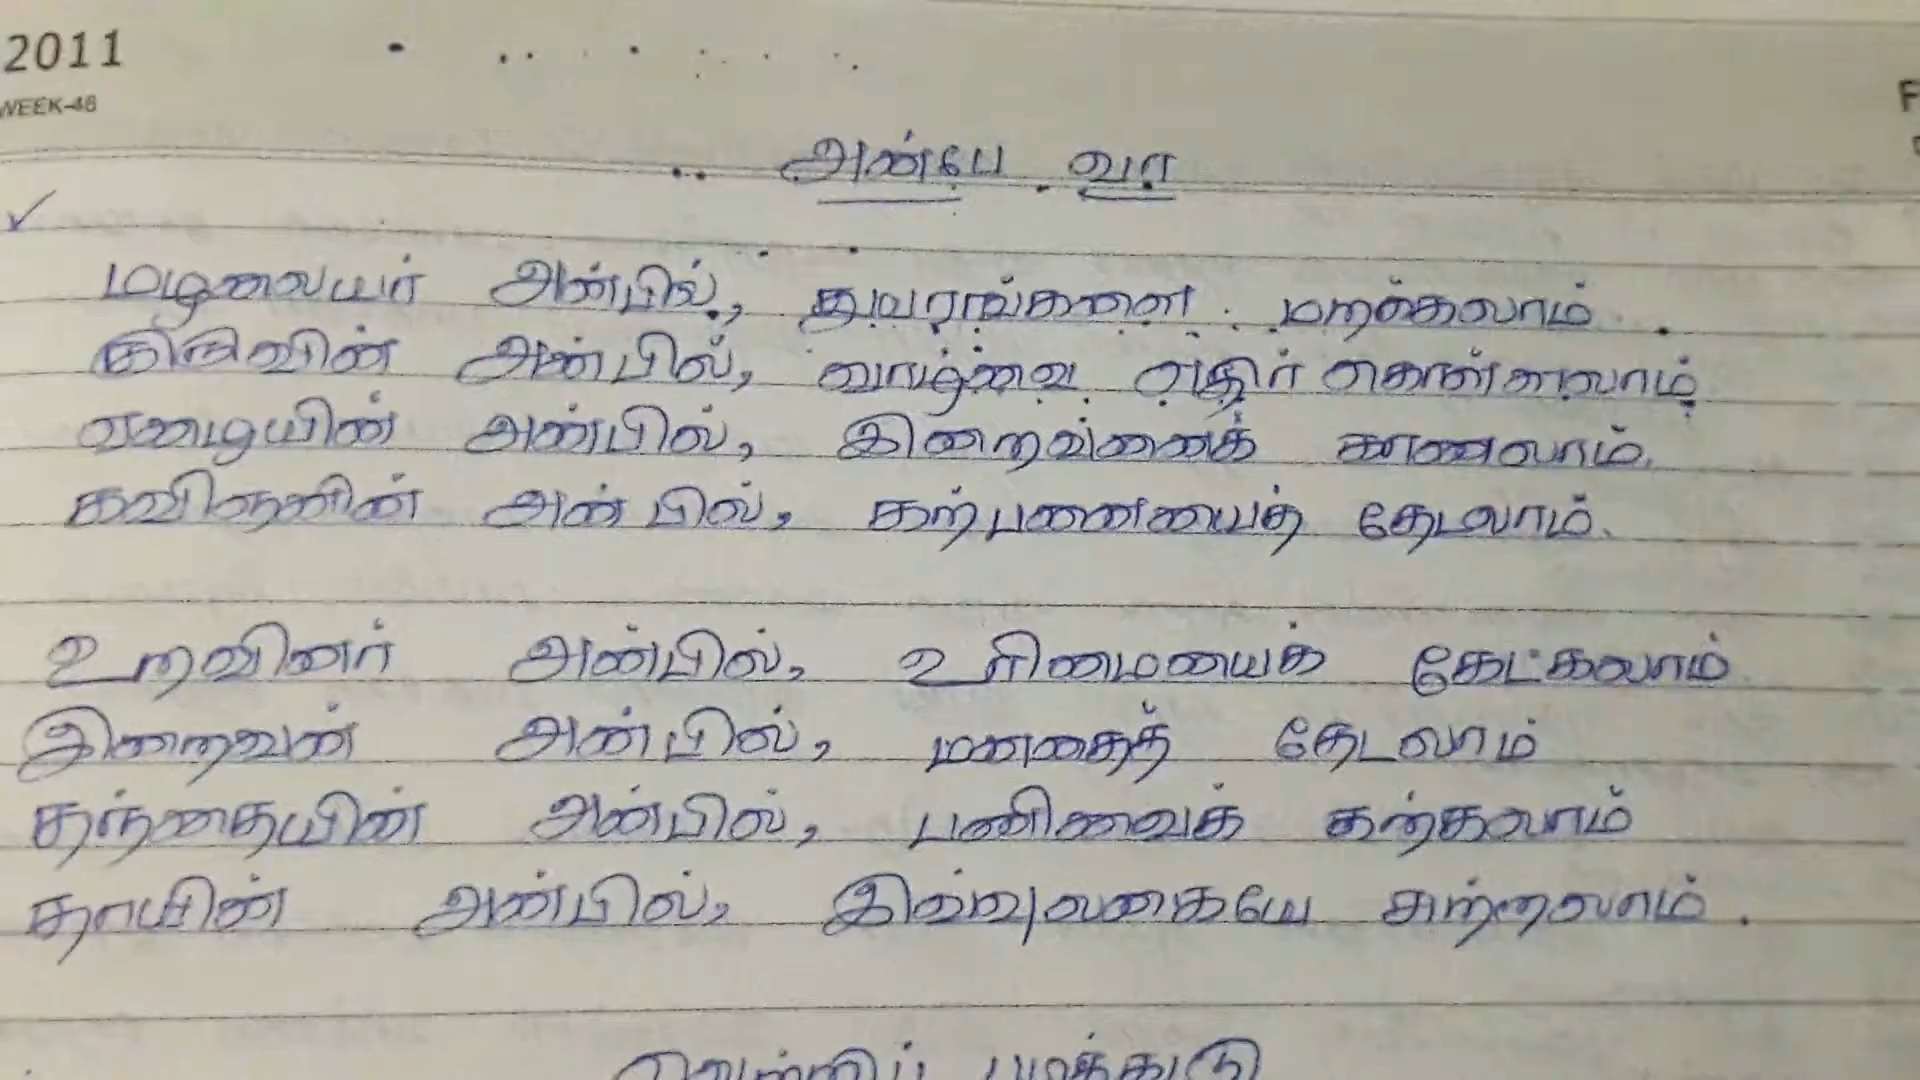 2011
WEEK-46
அன்பே வா
மழலையர் அன்பில், துயரங்களை மறக்கலாம்
அன்பில், வாழ்வை எதிர் கொள்ளலாம்
ஏழையின் அன்பில், இறைவனைக் காணலாம்.
கவிஞனின் அன்பில், கற்பனையைத் தேடலாம்.
உறவினர் அன்பில், உரிமையைக் கேட்கலாம்
இறைவன் அன்பில், மனதைத் தேடலாம்
தந்தையின் அன்பில், பணிவைக் கற்கலாம்
தாயின் அன்பில், இவ்வுலகையே சுற்றலாம்.